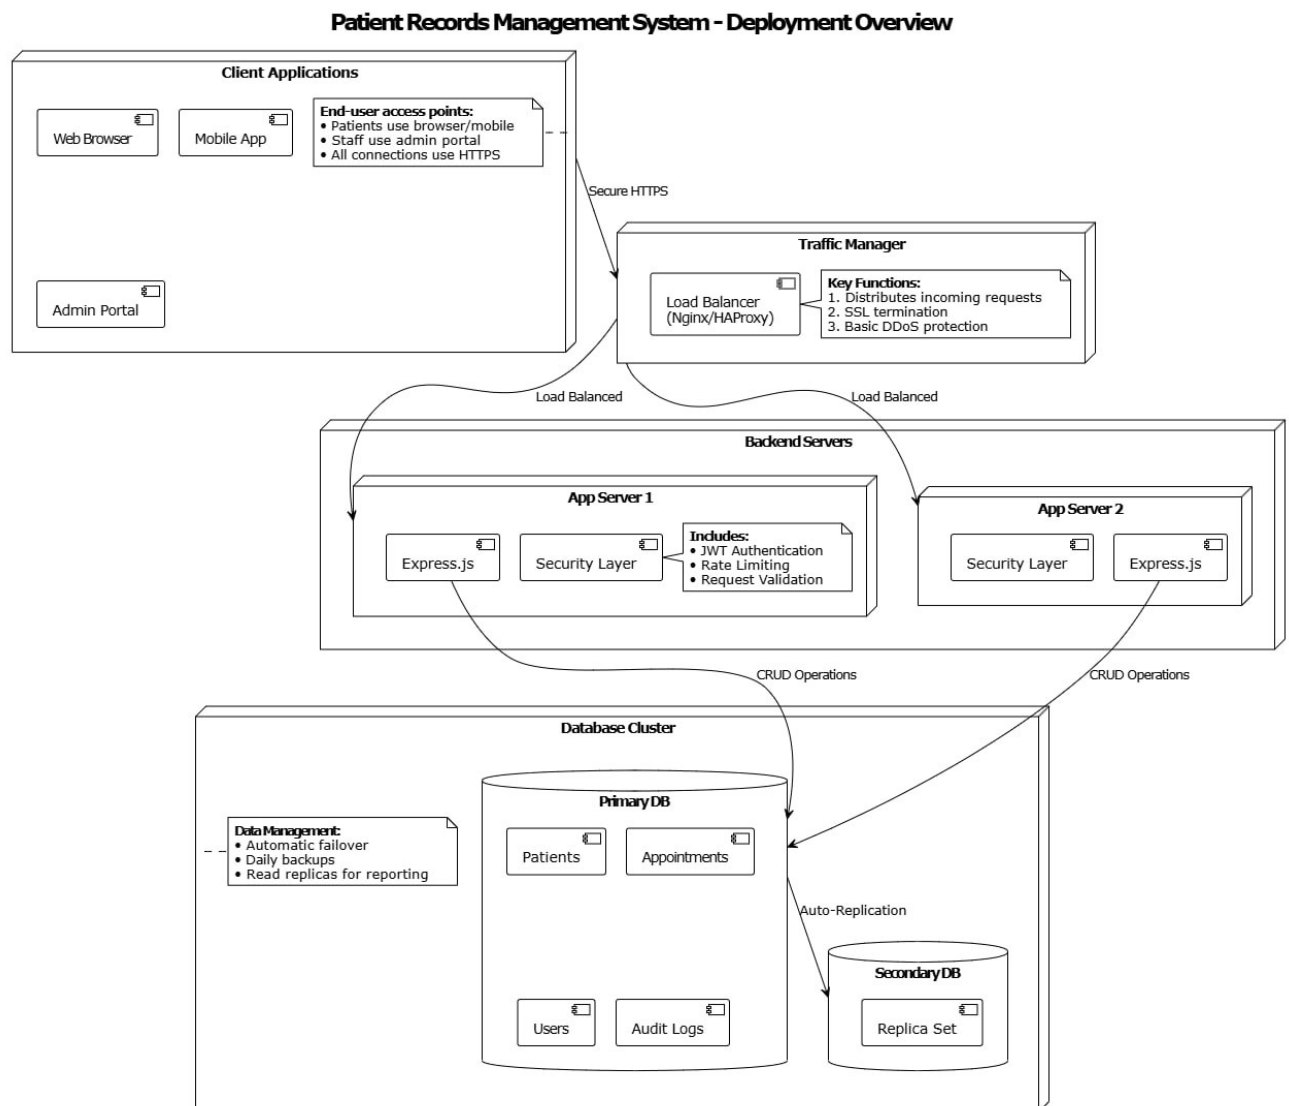 Patient Records Management System - Deployment Overview
Client Applications
Web Browser
Mobile App
End-user access points:
• Patients use browser/mobile
• Staff use admin portal
• All connections use HTTPS
Admin Portal
Secure HTTPS
Traffic Manager
Load Balancer
(Nginx/HAProxy)
Key Functions:
1. Distributes incoming requests
2. SSL termination
3. Basic DDoS protection
Load Balanced
Load Balanced
Backend Servers
App Server 1
Express.js
Security Layer
Includes:
• JWT Authentication
• Rate Limiting
• Request Validation
App Server 2
Security Layer
Express.js
CRUD Operations
CRUD Operations
Database Cluster
Data Management:
• Automatic failover
• Daily backups
• Read replicas for reporting
Primary DB
Patients
Appointments
Users
Audit Logs
Auto-Replication
Secondary DB
Replica Set